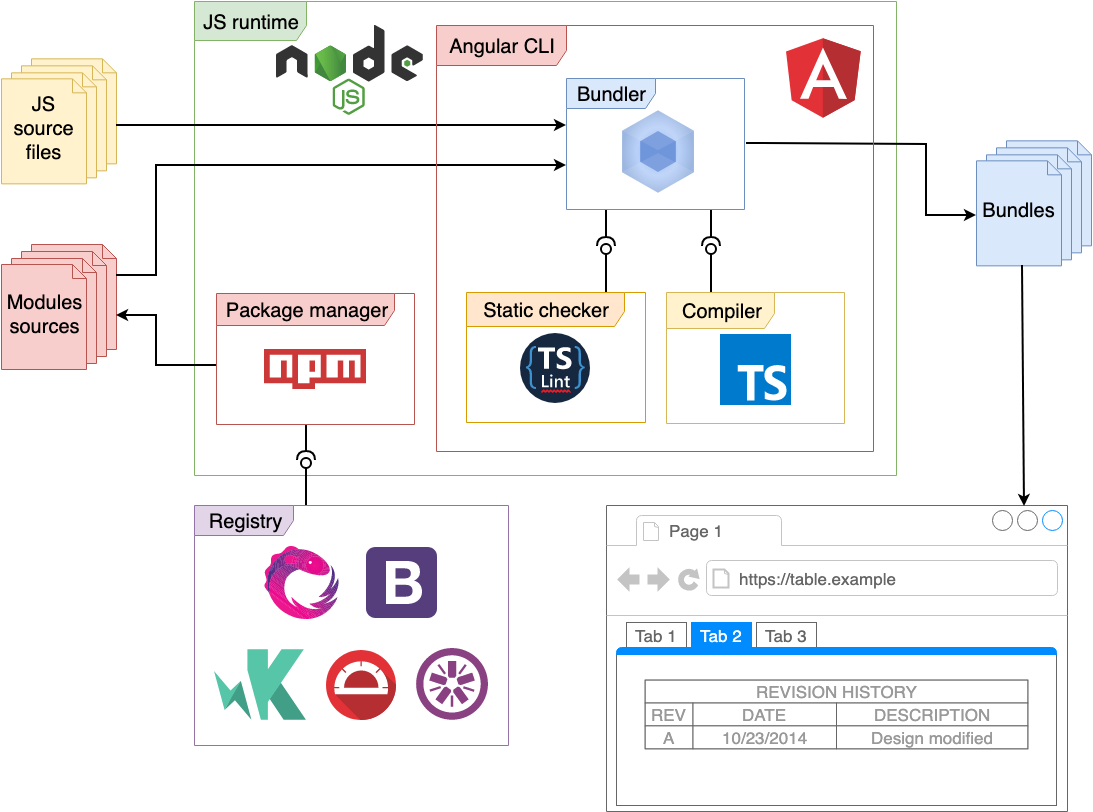 JS runtime
node
JS
Angular CLI
A
Bundler
JS
source
files
Bundles
Modules
sources
Package manager
npm
Static checker
{TS}
Lint
Compiler
TS
Registry
B
K
Page 1
https://table.example
Tab 1
Tab 2
Tab 3
REVISION HISTORY
REV DATE DESCRIPTION
A 10/23/2014 Design modified